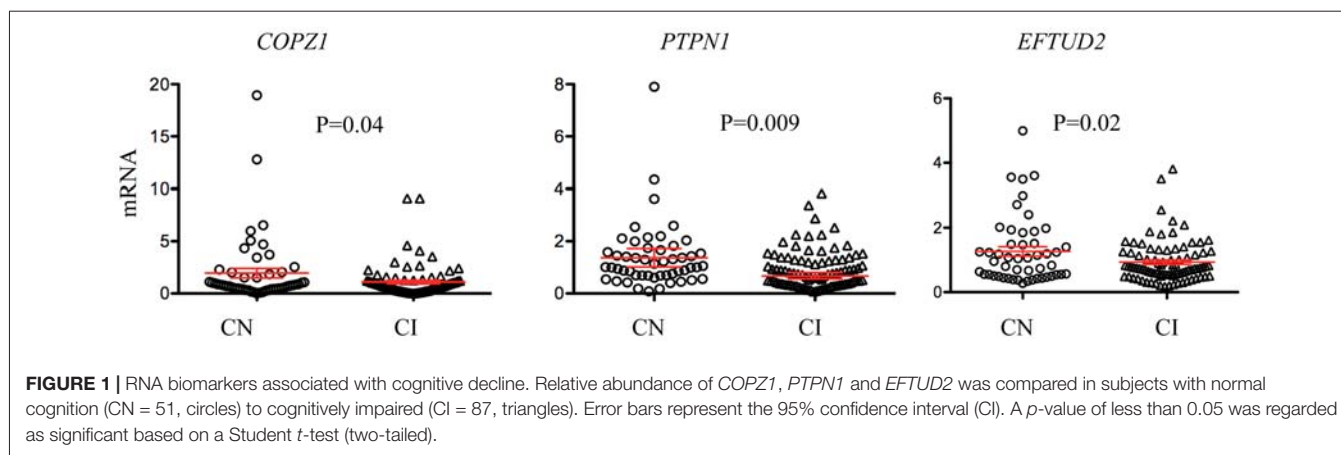 COPZ1 PTPN1 EFTUD2
20 8 6
P=0.04 P=0.009 P=0.02
15 6
4
mRNA 10 4
5 2 2
0 0 0
CN CI CN CI CN CI
FIGURE 1 | RNA biomarkers associated with cognitive decline. Relative abundance of COPZ1, PTPN1 and EFTUD2 was compared in subjects with normal
cognition (CN = 51, circles) to cognitively impaired (CI = 87, triangles). Error bars represent the 95% confidence interval (CI). A p-value of less than 0.05 was regarded
as significant based on a Student t-test (two-tailed).